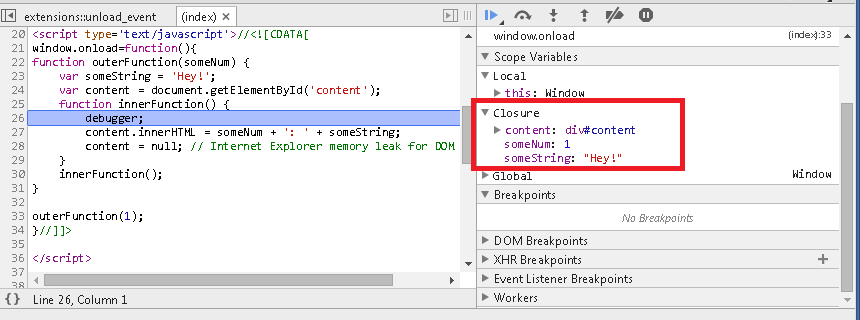 extensions::unload_event
(index) ×
20 <script type='text/javascript'>//<![CDATA[
21 window.onload=function(){
22 function outerFunction(someNum) {
23 var someString = 'Hey!';
24 var content = document.getElementById('content');
25 function innerFunction() {
26 debugger;
27 content.innerHTML = someNum + ': ' + someString;
28 content = null; // Internet Explorer memory leak for DOM
29 }
30 innerFunction();
31 }
32
33 outerFunction(1);
34 }//]]>
35
36 </script>
37
38
{} Line 26, Column 1
window.onload (index):33
Scope Variables
Local
this: Window
Closure
content: div#content
someNum: 1
someString: "Hey!"
Global Window
Breakpoints
No Breakpoints
DOM Breakpoints
XHR Breakpoints +
Event Listener Breakpoints
Workers